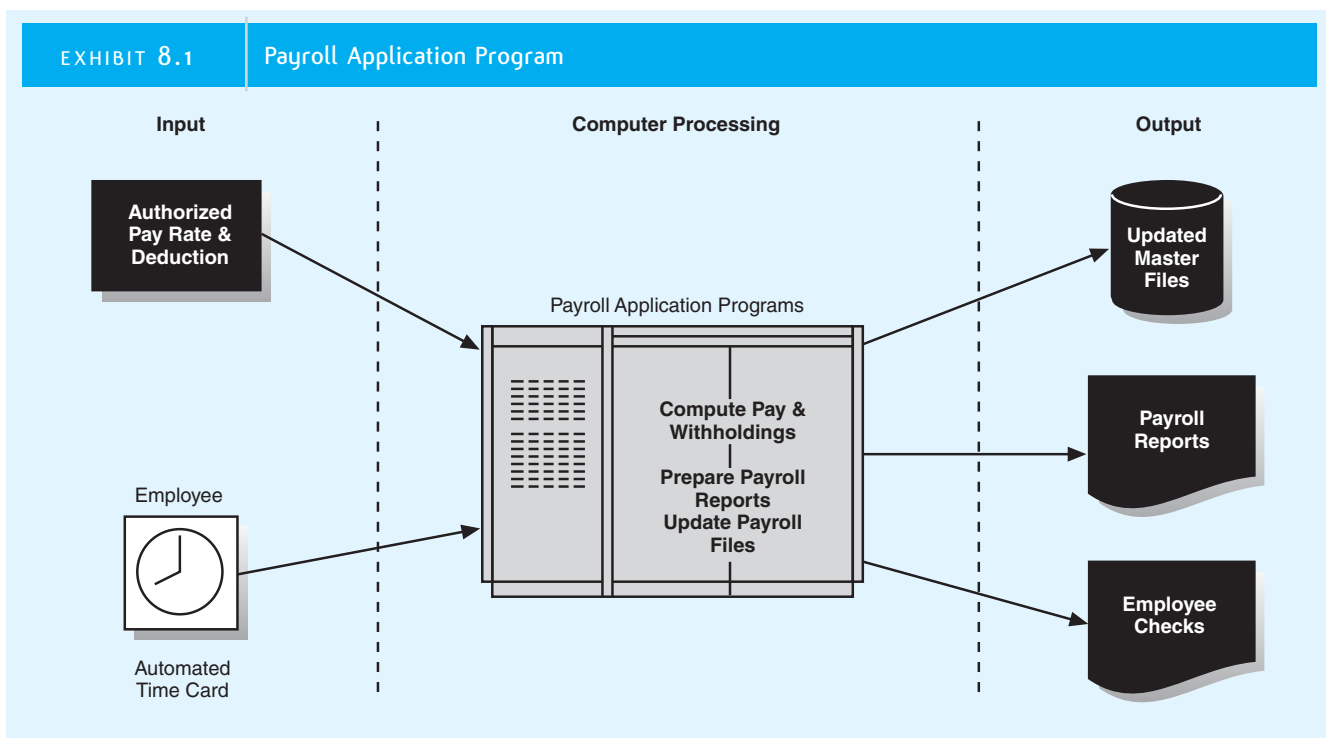 EXHIBIT 8.1
Payroll Application Program
Input
Computer Processing
Output
Authorized
Pay Rate &
Deduction
Employee
Automated
Time Card
Payroll Application Programs
Compute Pay &
Withholdings
Prepare Payroll
Reports
Update Payroll
Files
Updated
Master
Files
Payroll
Reports
Employee
Checks